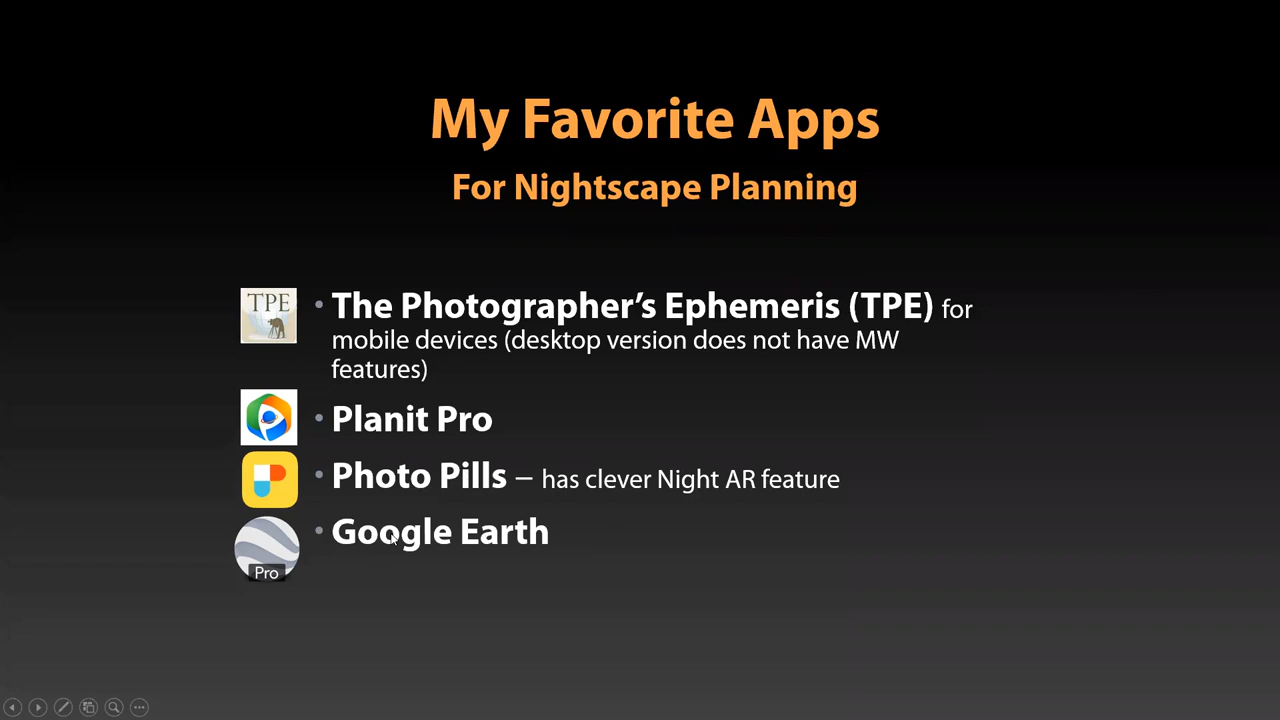 My Favorite Apps
For Nightscape Planning
TPE
• The Photographer’s Ephemeris (TPE) for
mobile devices (desktop version does not have MW
features)
• Planit Pro
• Photo Pills – has clever Night AR feature
• Google Earth
Pro